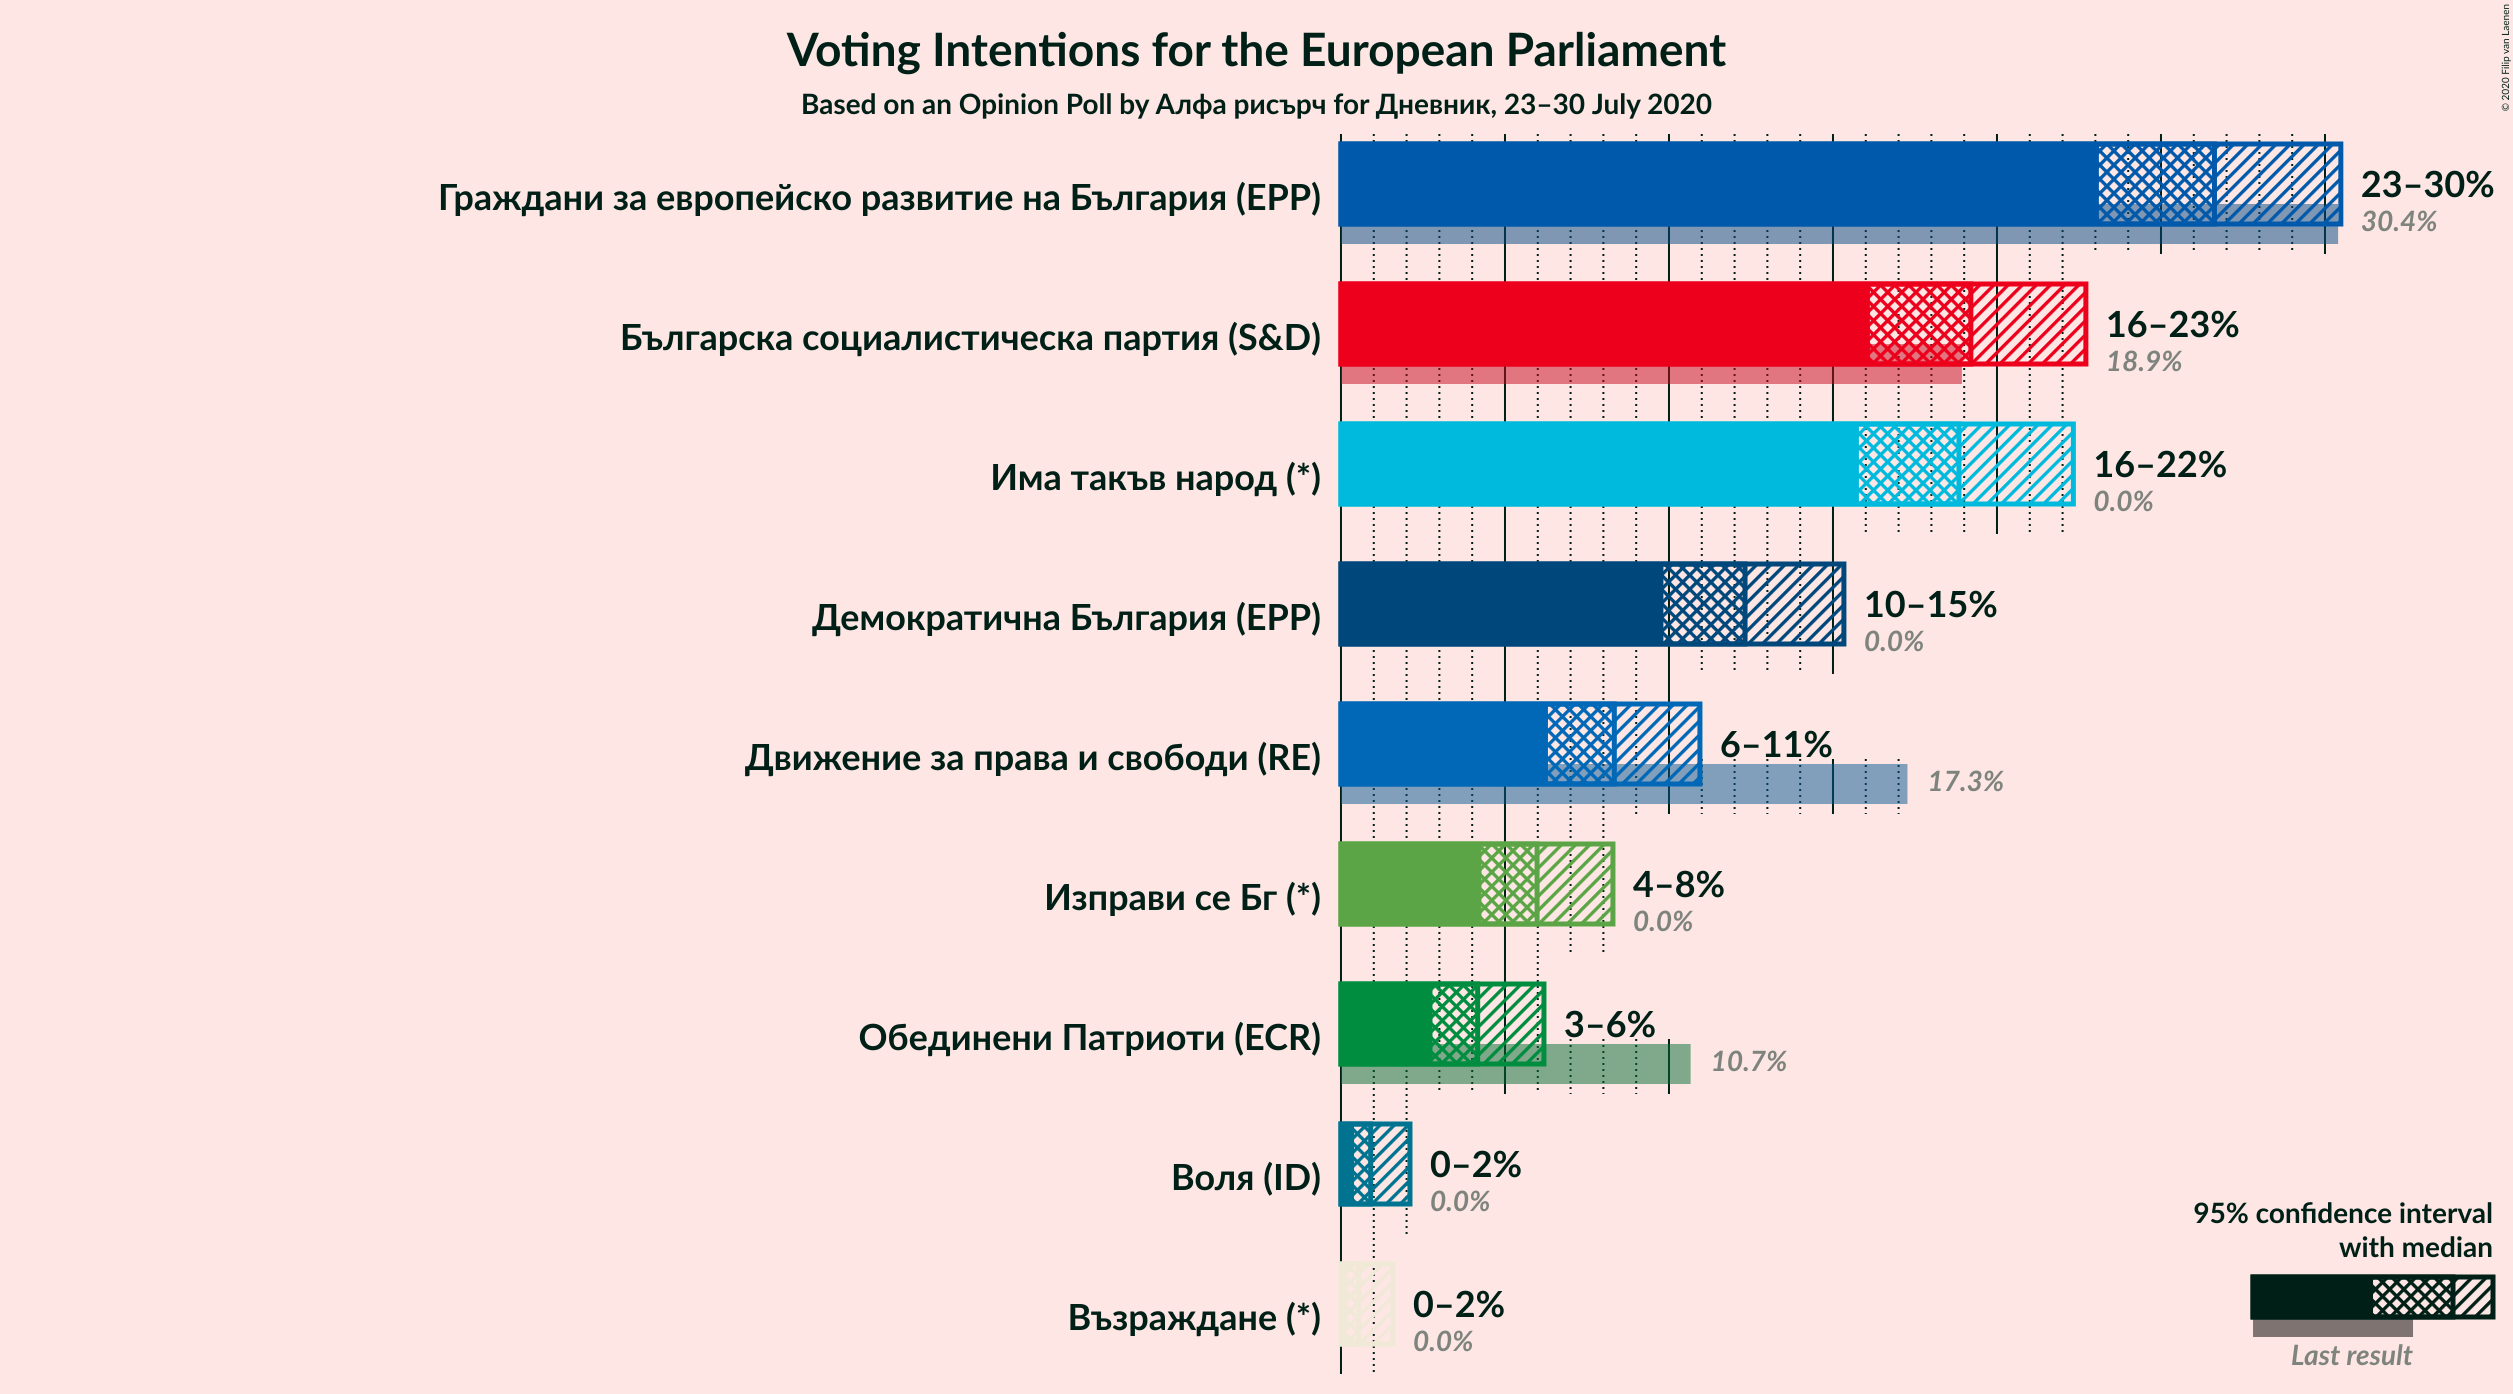 Voting Intentions for the European Parliament
Based on an Opinion Poll by Алфа рисърч for Дневник, 23–30 July 2020
© 2020 Filip van Laenen
Граждани за европейско развитие на България (EPP)
23–30%
30.4%
Българска социалистическа партия (S&D)
16–23%
18.9%
Има такъв народ (*)
16–22%
0.0%
Демократична България (EPP)
10–15%
0.0%
Движение за права и свободи (RE)
6–11%
17.3%
Изправи се Бг (*)
4–8%
0.0%
Обединени Патриоти (ECR)
3–6%
10.7%
Воля (ID)
0–2%
0.0%
Възраждане (*)
0–2%
0.0%
95% confidence interval
with median
Last result